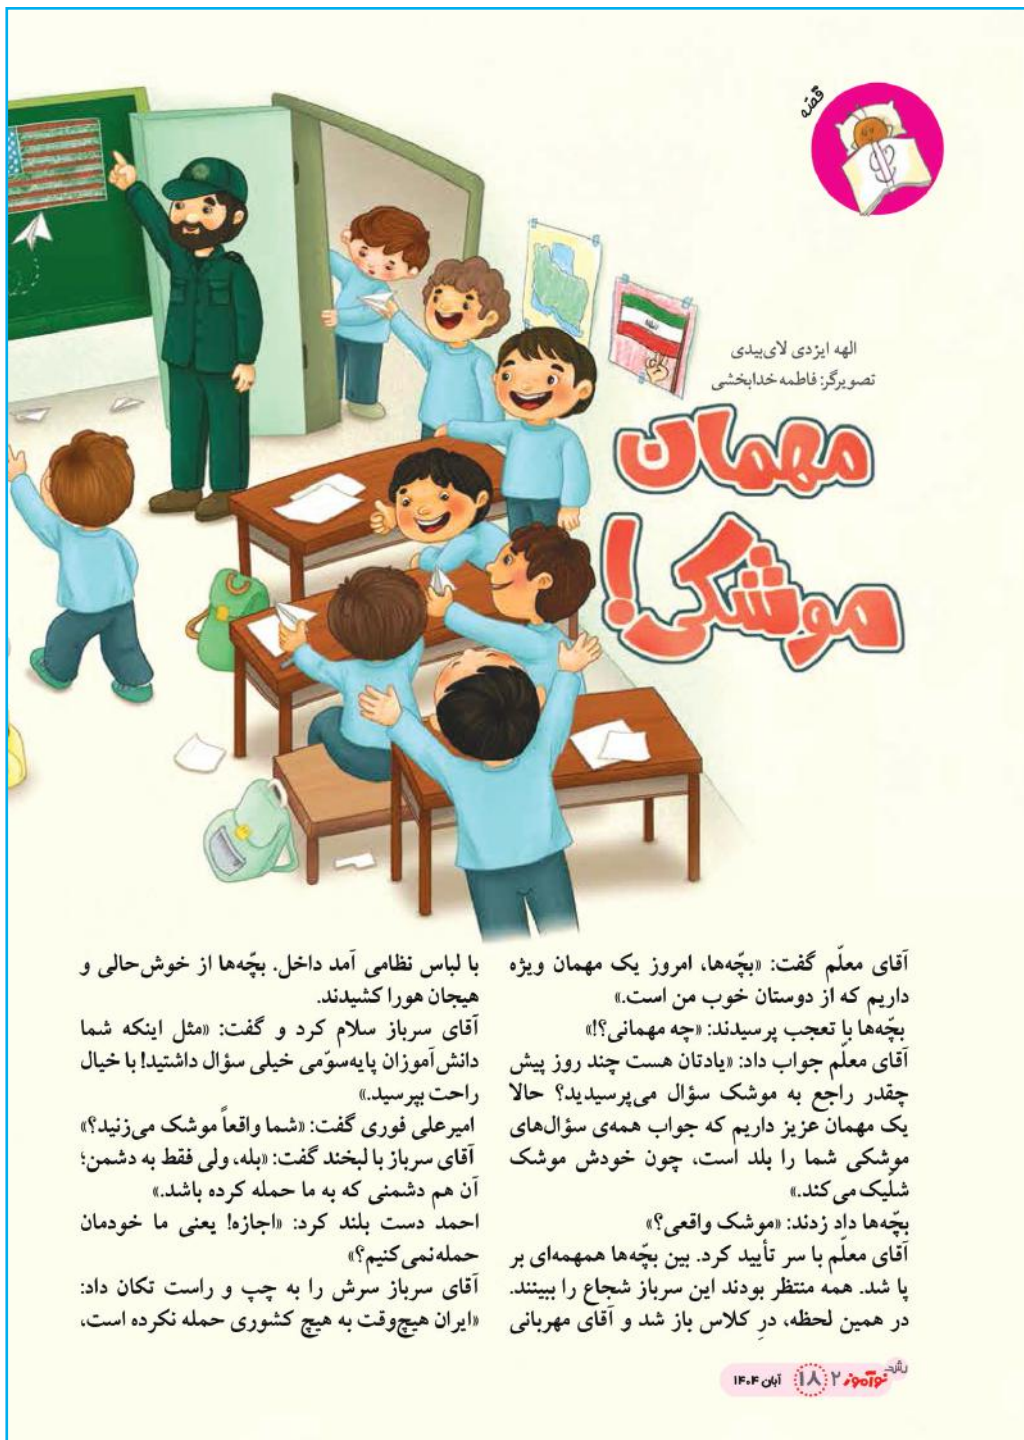 قصّه
الهه ایزدی لای‌بیدی
تصویرگر: فاطمه خدابخشی
مهمان
موشکی!
آقای معلّم گفت: «بچّه‌ها، امروز یک مهمان ویژه
داریم که از دوستان خوب من است.»
بچّه‌ها با تعجب پرسیدند: «چه مهمانی؟!»
آقای معلّم جواب داد: «یادتان هست چند روز پیش
چقدر راجع به موشک سؤال می‌پرسیدید؟ حالا
یک مهمان عزیز داریم که جواب همه‌ی سؤال‌های
موشکی شما را بلد است، چون خودش موشک
شلّیک می‌کند.»
بچّه‌ها داد زدند: «موشک واقعی؟»
آقای معلّم با سر تأیید کرد. بین بچّه‌ها همهمه‌ای بر
پا شد. همه منتظر بودند این سرباز شجاع را ببینند.
در همین لحظه، درِ کلاس باز شد و آقای مهربانی
با لباس نظامی آمد داخل. بچّه‌ها از خوش‌حالی و
هیجان هورا کشیدند.
آقای سرباز سلام کرد و گفت: «مثل اینکه شما
دانش‌آموزان پایه‌سوّمی خیلی سؤال داشتید! با خیال
راحت بپرسید.»
امیرعلی فوری گفت: «شما واقعاً موشک می‌زنید؟»
آقای سرباز با لبخند گفت: «بله، ولی فقط به دشمن؛
آن هم دشمنی که به ما حمله کرده باشد.»
احمد دست بلند کرد: «اجازه! یعنی ما خودمان
حمله‌نمی‌کنیم؟»
آقای سرباز سرش را به چپ و راست تکان داد:
«ایران هیچ‌وقت به هیچ کشوری حمله نکرده است،
رشد
نوآموز ۲ ۱۸ آبان ۱۴۰۴